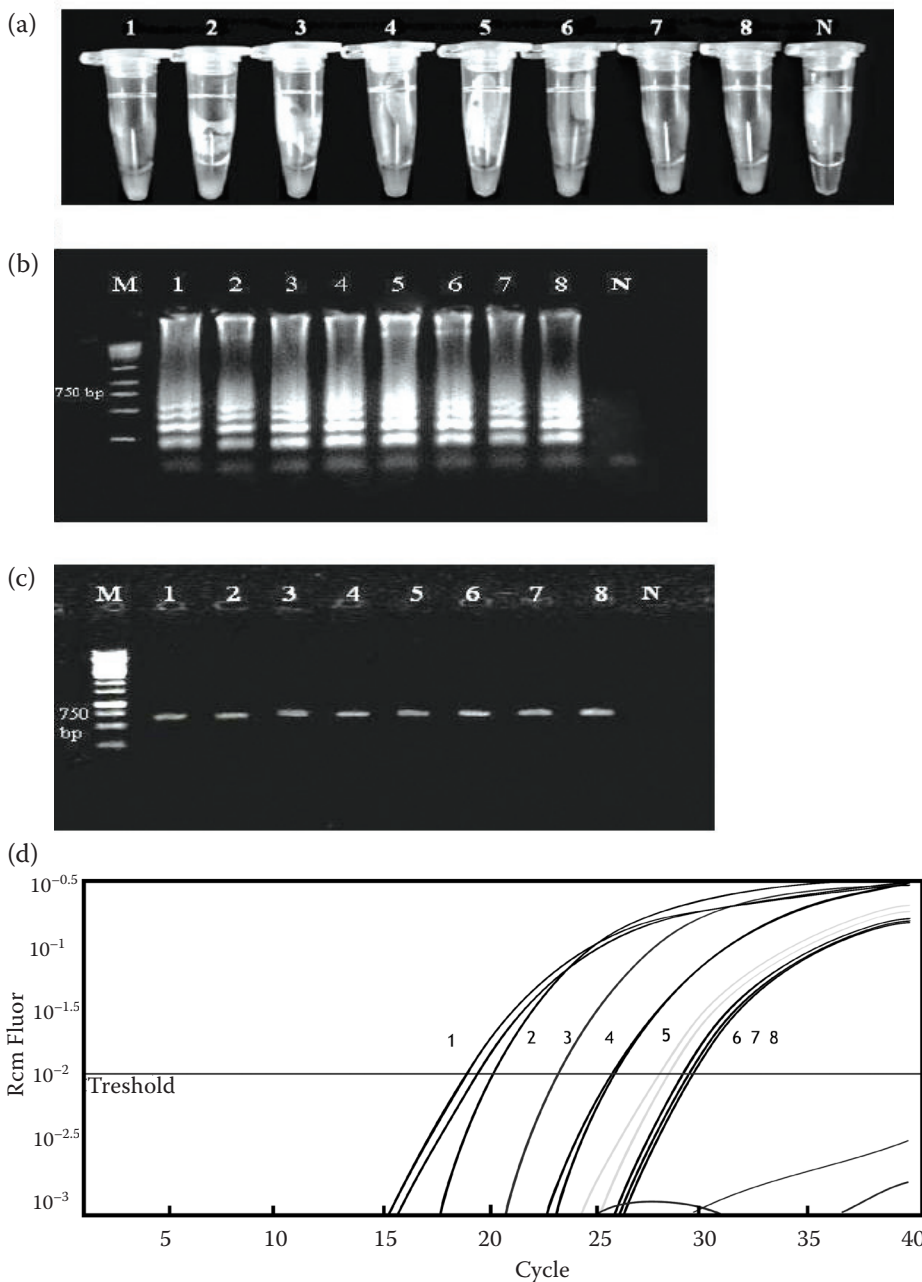 (a)
1 2 3 4 5 6 7 8 N
(b)
M 1 2 3 4 5 6 7 8 N
750 bp
(c)
M 1 2 3 4 5 6 7 8 N
750
bp
(d)
10^-0.5
10^-1
10^-1.5
10^-2
10^-2.5
10^-3
Rcm Fluor
Treshold
1 2 3 4 5 6 7 8
5 10 15 20 25 30 35 40
Cycle